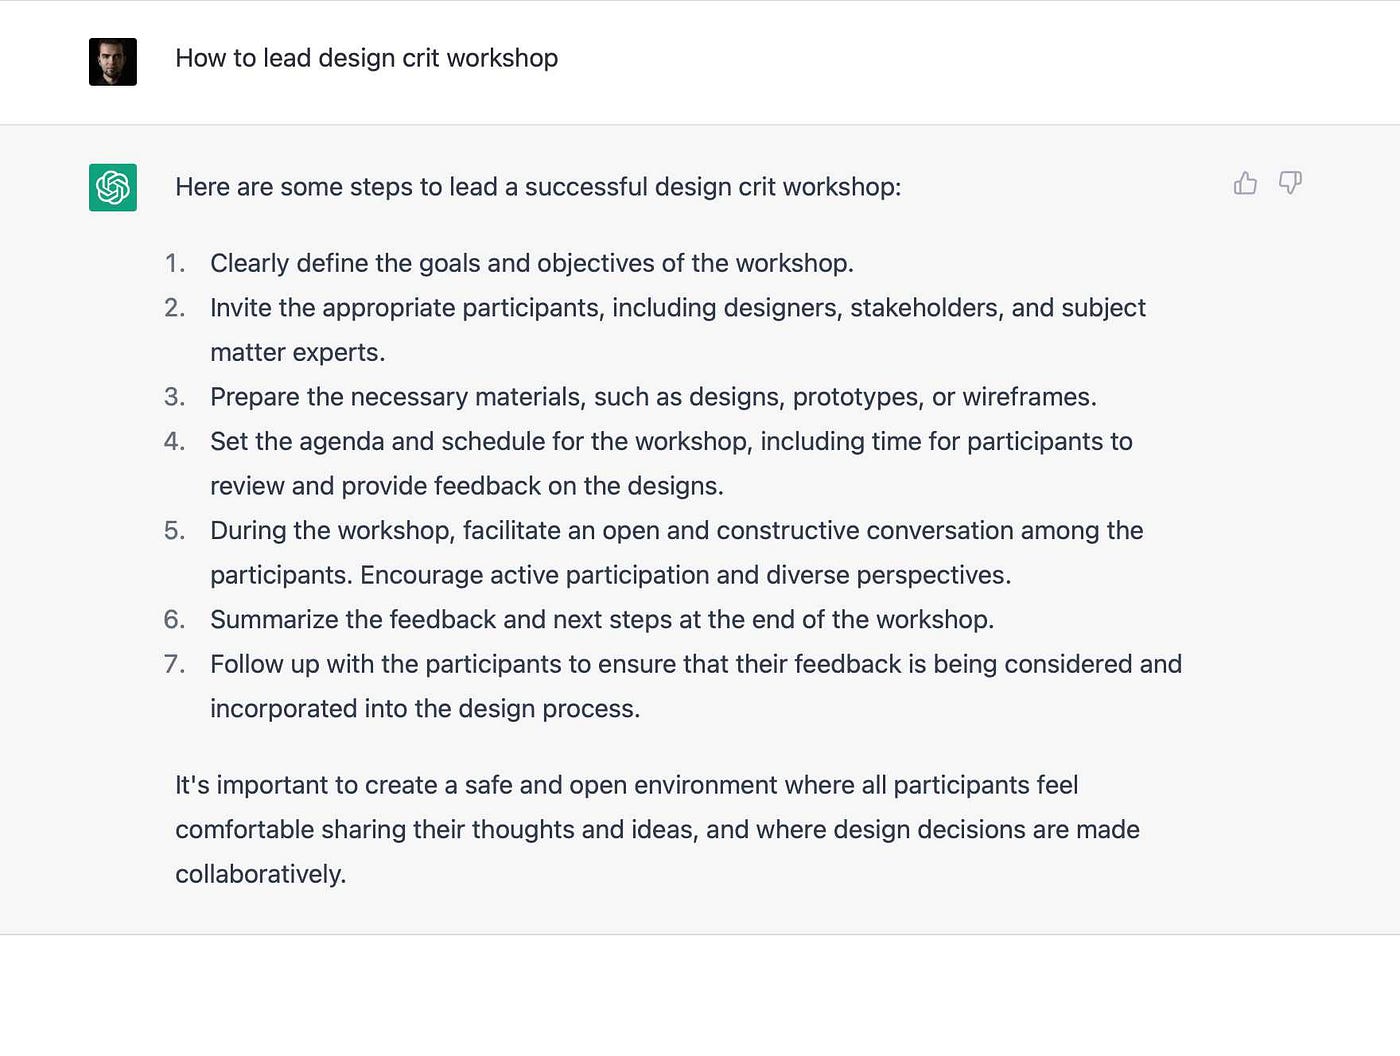 How to lead design crit workshop
Here are some steps to lead a successful design crit workshop:
1. Clearly define the goals and objectives of the workshop.
2. Invite the appropriate participants, including designers, stakeholders, and subject
matter experts.
3. Prepare the necessary materials, such as designs, prototypes, or wireframes.
4. Set the agenda and schedule for the workshop, including time for participants to
review and provide feedback on the designs.
5. During the workshop, facilitate an open and constructive conversation among the
participants. Encourage active participation and diverse perspectives.
6. Summarize the feedback and next steps at the end of the workshop.
7. Follow up with the participants to ensure that their feedback is being considered and
incorporated into the design process.
It's important to create a safe and open environment where all participants feel
comfortable sharing their thoughts and ideas, and where design decisions are made
collaboratively.